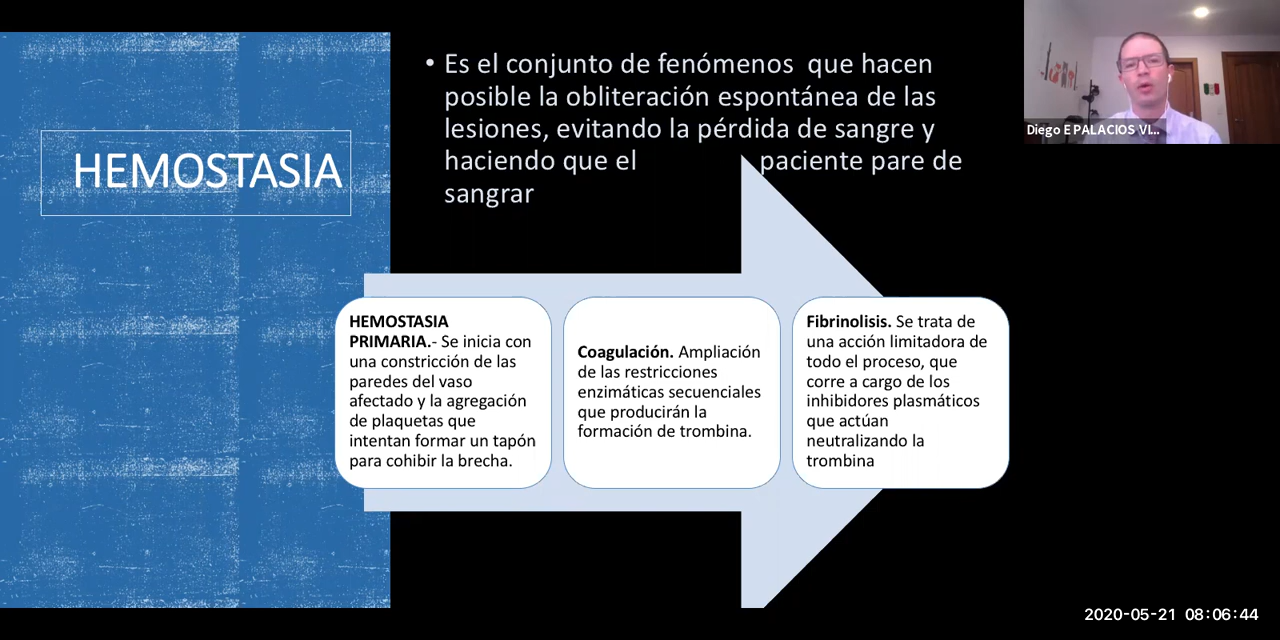 HEMOSTASIA
• Es el conjunto de fenómenos que hacen
posible la obliteración espontánea de las
lesiones, evitando la pérdida de sangre y
haciendo que el paciente pare de
sangrar
HEMOSTASIA
PRIMARIA.- Se inicia con
una constricción de las
paredes del vaso
afectado y la agregación
de plaquetas que
intentan formar un tapón
para cohibir la brecha.
Coagulación. Ampliación
de las restricciones
enzimáticas secuenciales
que producirán la
formación de trombina.
Fibrinolisis. Se trata de
una acción limitadora de
todo el proceso, que
corre a cargo de los
inhibidores plasmáticos
que actúan
neutralizando la
trombina
Diego E PALACIOS VI...
2020-05-21 08:06:44